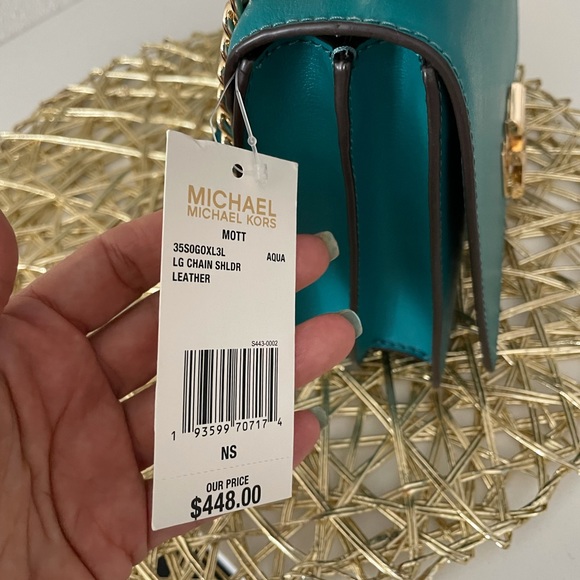 MICHAEL
MICHAEL KORS
MOTT
35S0GOXL3L AQUA
LG CHAIN SHLDR
LEATHER
S443-0002
1 93599 70717 4
NS
OUR PRICE
$448.00